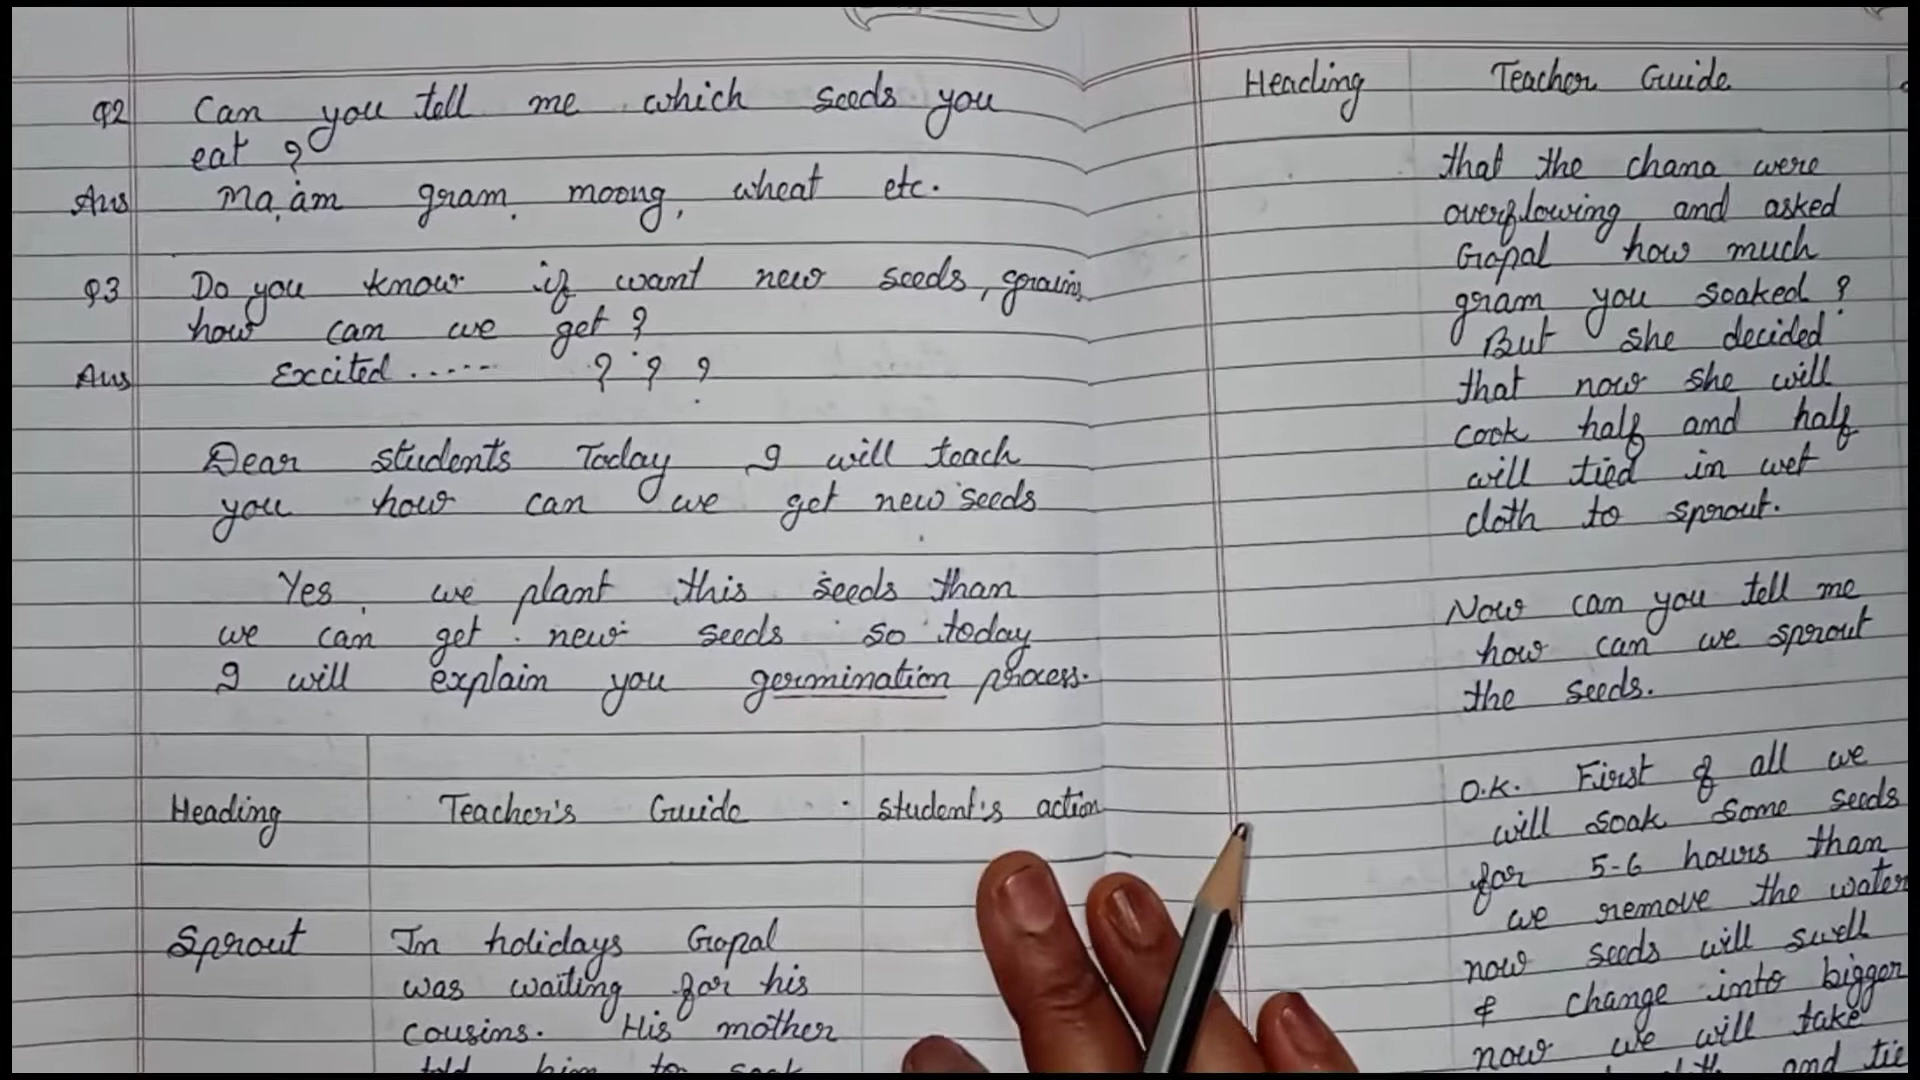 Q2 Can you tell me which seeds you
eat ?
Ans Ma'am gram, moong, wheat etc.
Q3 Do you know if want new seeds, grains
how can we get ?
Ans Excited ..... ? ? ?
Dear students Today I will teach
you how can we get new seeds
Yes, we plant this seeds than
we can get new seeds so today
I will explain you germination process.
Heading Teacher's Guide Student's action
Sprout In holidays Gopal
was waiting for his
cousins. His mother
told him to soak
Heading Teacher Guide
that the chana were
overflowing and asked
Gopal how much
gram you soaked ?
But she decided
that now she will
cook half and half
will tied in wet
cloth to sprout.
Now can you tell me
how can we sprout
the seeds.
O.K. First of all we
will soak some seeds
for 5-6 hours than
we remove the water
now seeds will swell
& change into bigger
now we will take
and tie